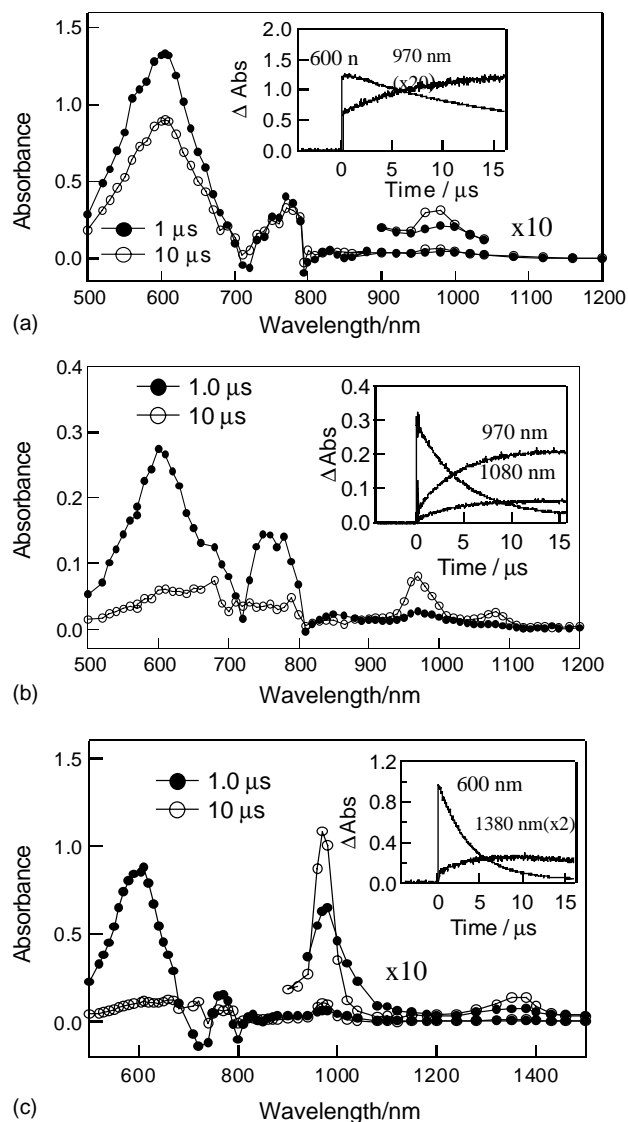 1.5
1.0
0.5
0.0
Absorbance
1 µs
10 µs
x10
500 600 700 800 900 1000 1200
Wavelength/nm
(a)
2.0
1.5
1.0
0.5
0.0
Δ Abs
600 n
970 nm
(x20)
0 5 10 15
Time / µs
0.4
0.3
0.2
0.1
0.0
Absorbance
1.0 µs
10 µs
500 600 700 800 900 1000 1100 1200
Wavelength/nm
(b)
0.4
0.3
0.2
0.1
0.0
ΔAbs
970 nm
1080 nm
0 5 10 15
Time / µs
1.5
1.0
0.5
0.0
Absorbance
1.0 µs
10 µs
x10
600 800 1000 1200 1400
Wavelength/nm
(c)
1.2
0.8
0.4
0.0
ΔAbs
600 nm
1380 nm(x2)
0 5 10 15
Time / µs